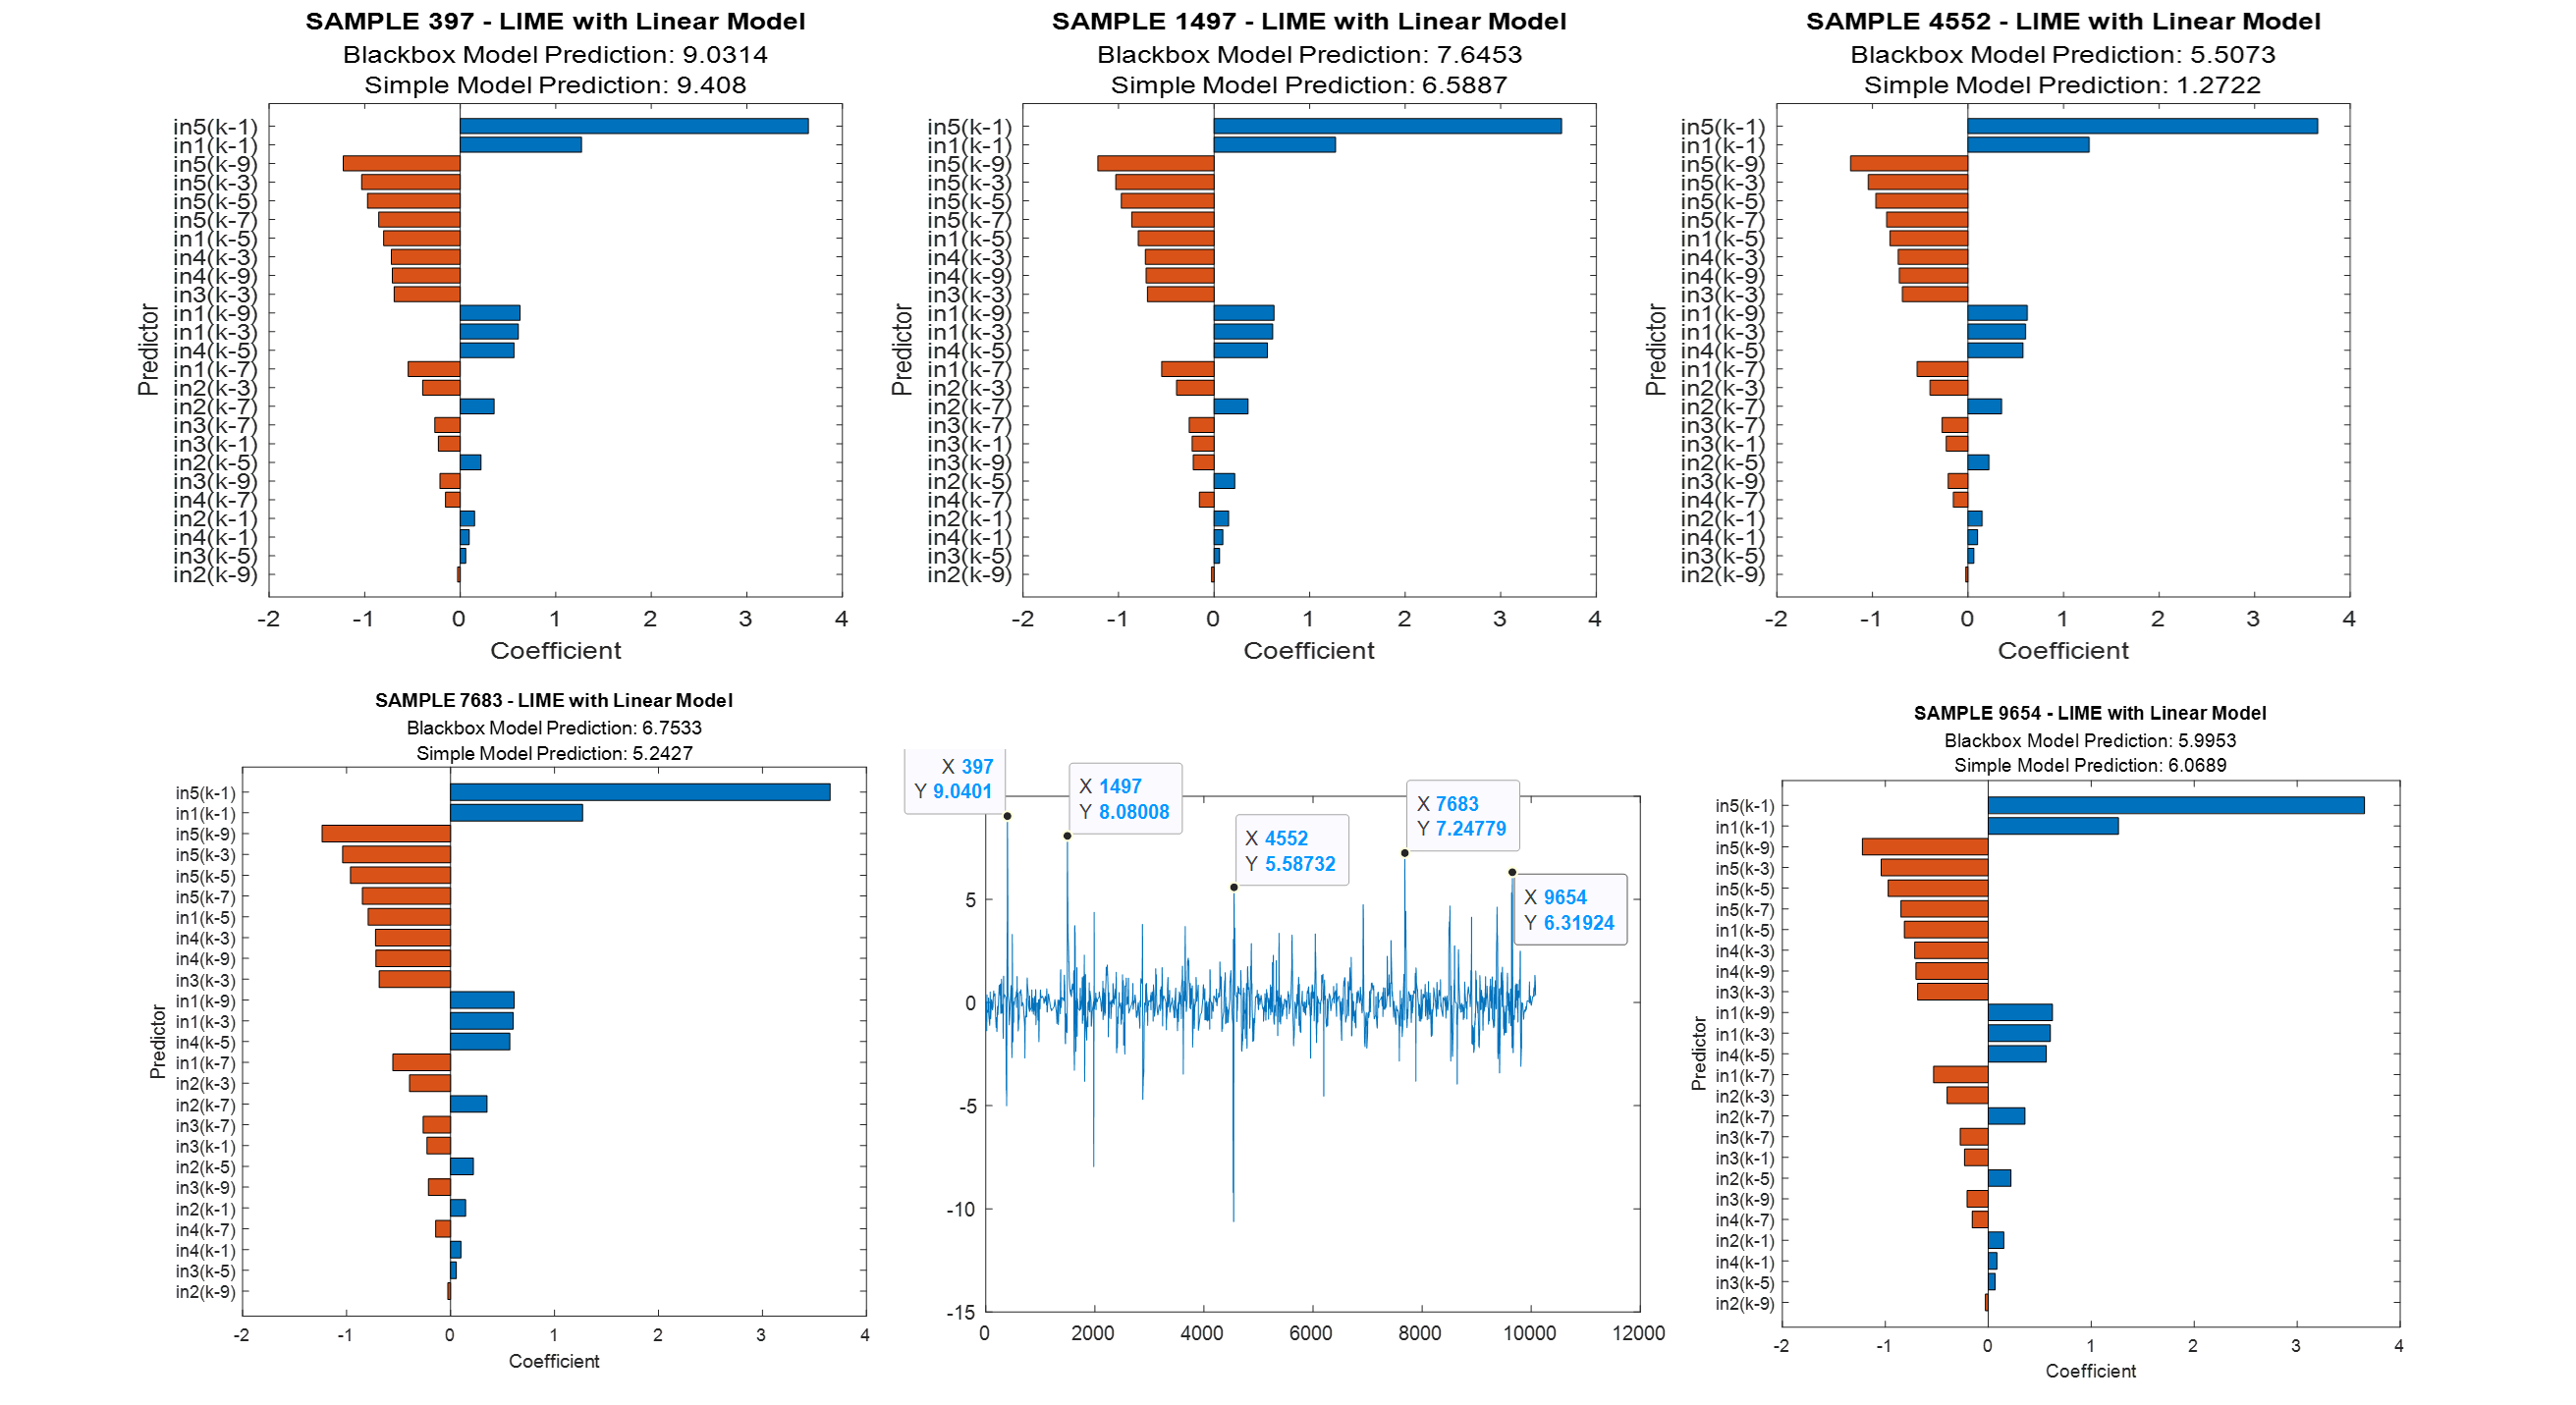 SAMPLE 397 - LIME with Linear Model
Blackbox Model Prediction: 9.0314
Simple Model Prediction: 9.408
in5(k-1)
in1(k-1)
in5(k-9)
in5(k-3)
in5(k-5)
in5(k-7)
in1(k-5)
in4(k-3)
in4(k-9)
in3(k-3)
in1(k-9)
in1(k-3)
in4(k-5)
in1(k-7)
in2(k-3)
in2(k-7)
in3(k-7)
in3(k-1)
in2(k-5)
in3(k-9)
in4(k-7)
in2(k-1)
in4(k-1)
in3(k-5)
in2(k-9)
Predictor
-2 -1 0 1 2 3 4
Coefficient
SAMPLE 1497 - LIME with Linear Model
Blackbox Model Prediction: 7.6453
Simple Model Prediction: 6.5887
in5(k-1)
in1(k-1)
in5(k-9)
in5(k-3)
in5(k-5)
in5(k-7)
in1(k-5)
in4(k-3)
in4(k-9)
in3(k-3)
in1(k-9)
in1(k-3)
in4(k-5)
in1(k-7)
in2(k-3)
in2(k-7)
in3(k-7)
in3(k-1)
in3(k-9)
in2(k-5)
in4(k-7)
in2(k-1)
in4(k-1)
in3(k-5)
in2(k-9)
Predictor
-2 -1 0 1 2 3 4
Coefficient
SAMPLE 4552 - LIME with Linear Model
Blackbox Model Prediction: 5.5073
Simple Model Prediction: 1.2722
in5(k-1)
in1(k-1)
in5(k-9)
in5(k-3)
in5(k-5)
in5(k-7)
in1(k-5)
in4(k-3)
in4(k-9)
in3(k-3)
in1(k-9)
in1(k-3)
in4(k-5)
in1(k-7)
in2(k-3)
in2(k-7)
in3(k-7)
in3(k-1)
in2(k-5)
in3(k-9)
in4(k-7)
in2(k-1)
in4(k-1)
in3(k-5)
in2(k-9)
Predictor
-2 -1 0 1 2 3 4
Coefficient
SAMPLE 7683 - LIME with Linear Model
Blackbox Model Prediction: 6.7533
Simple Model Prediction: 5.2427
in5(k-1)
in1(k-1)
in5(k-9)
in5(k-3)
in5(k-5)
in5(k-7)
in1(k-5)
in4(k-3)
in4(k-9)
in3(k-3)
in1(k-9)
in1(k-3)
in4(k-5)
in1(k-7)
in2(k-3)
in2(k-7)
in3(k-7)
in3(k-1)
in2(k-5)
in3(k-9)
in2(k-1)
in4(k-7)
in4(k-1)
in3(k-5)
in2(k-9)
Predictor
-2 -1 0 1 2 3 4
Coefficient
X 397
Y 9.0401
X 1497
Y 8.08008
X 4552
Y 5.58732
X 7683
Y 7.24779
X 9654
Y 6.31924
5
0
-5
-10
-15
0 2000 4000 6000 8000 10000 12000
SAMPLE 9654 - LIME with Linear Model
Blackbox Model Prediction: 5.9953
Simple Model Prediction: 6.0689
in5(k-1)
in1(k-1)
in5(k-9)
in5(k-3)
in5(k-5)
in5(k-7)
in1(k-5)
in4(k-3)
in4(k-9)
in3(k-3)
in1(k-9)
in1(k-3)
in4(k-5)
in1(k-7)
in2(k-3)
in2(k-7)
in3(k-7)
in3(k-1)
in2(k-5)
in3(k-9)
in4(k-7)
in2(k-1)
in4(k-1)
in3(k-5)
in2(k-9)
Predictor
-2 -1 0 1 2 3 4
Coefficient